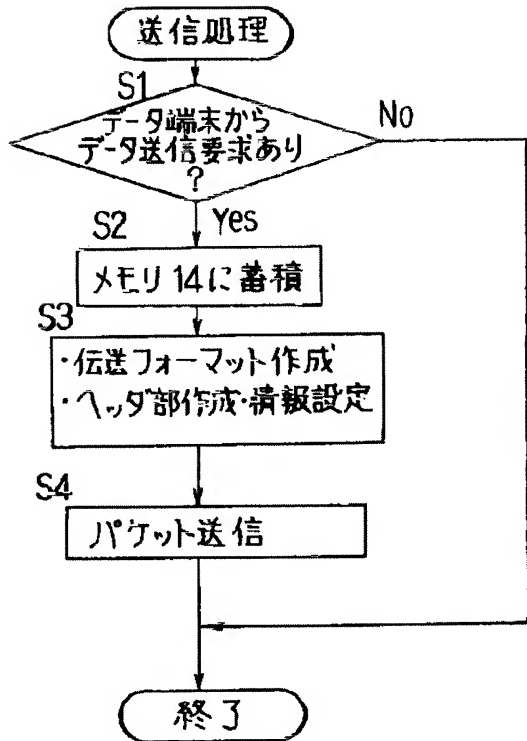 送信処理
S1
データ端末から
データ送信要求あり
?
No
Yes
S2
メモリ14に蓄積
S3
・伝送フォーマット作成
・ヘッダ部作成・情報設定
S4
パケット送信
終了